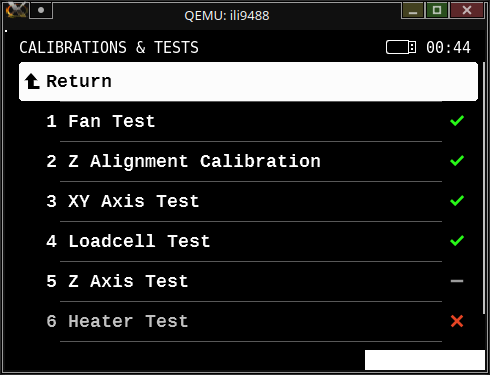 QEMU: ili9488
CALIBRATIONS & TESTS 00:44
Return
1 Fan Test
2 Z Alignment Calibration
3 XY Axis Test
4 Loadcell Test
5 Z Axis Test
6 Heater Test